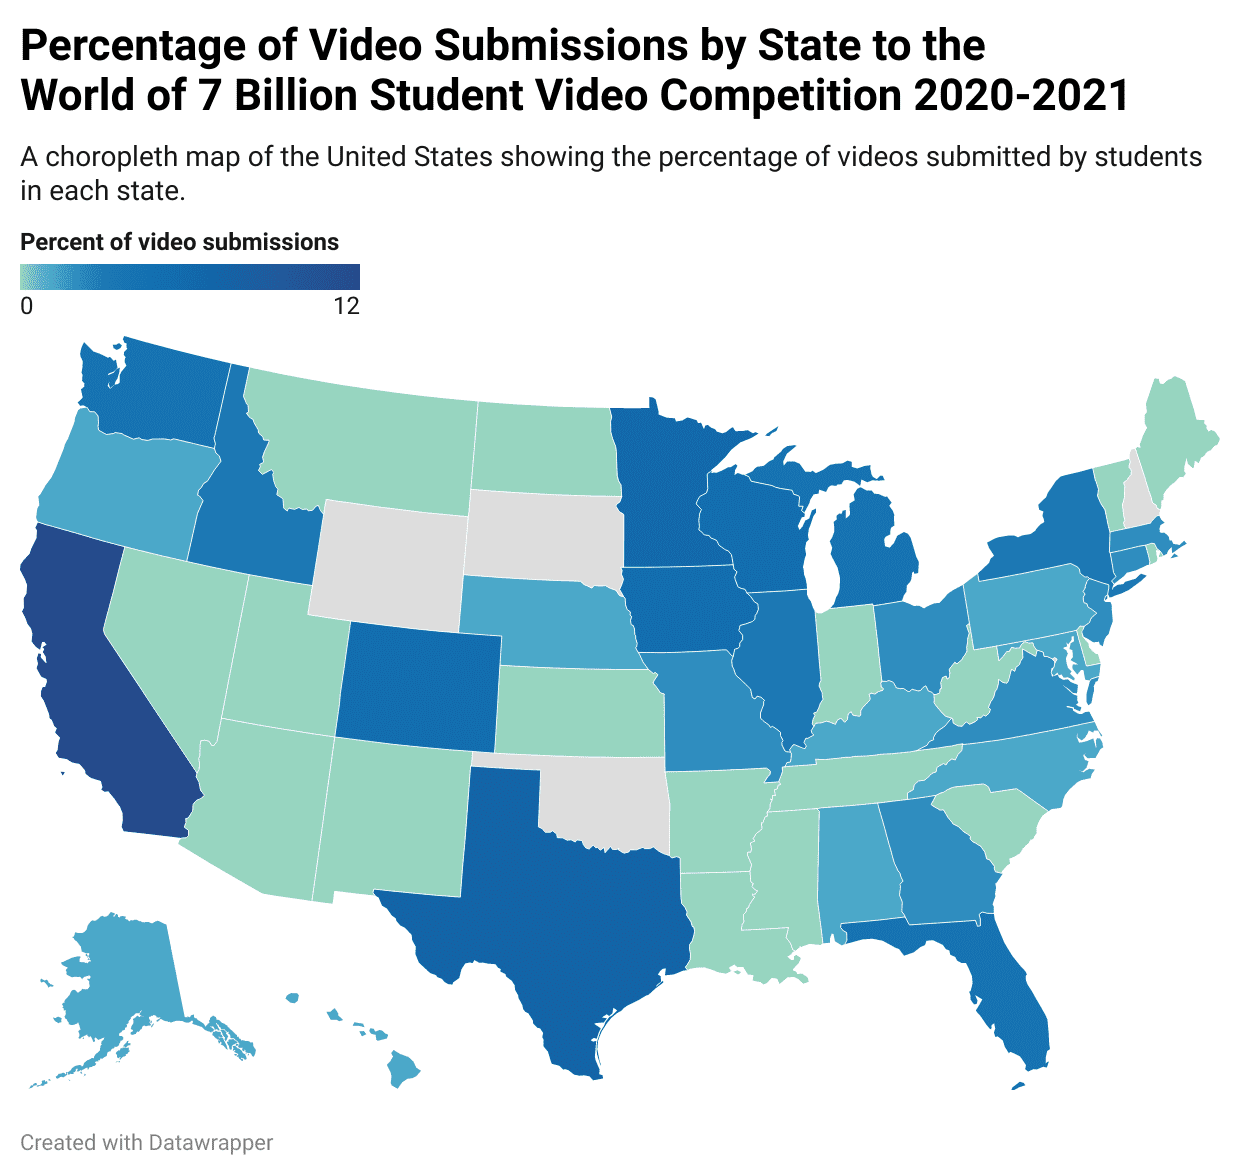 Percentage of Video Submissions by State to the
World of 7 Billion Student Video Competition 2020-2021
A choropleth map of the United States showing the percentage of videos submitted by students
in each state.
Percent of video submissions
0 12
Created with Datawrapper